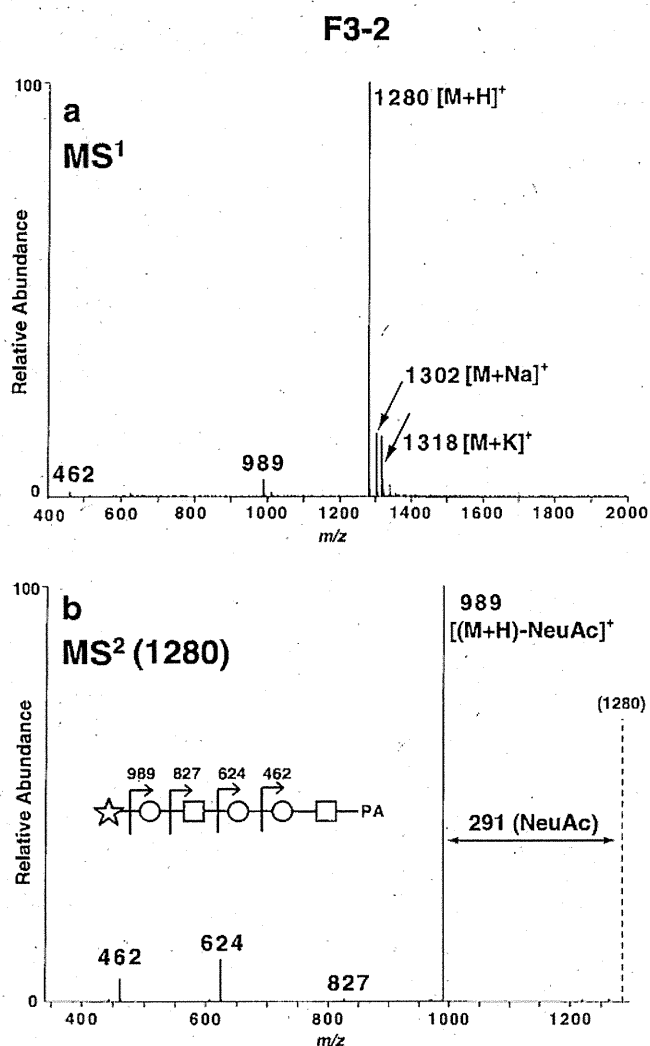 F3-2
100
a
MS¹
1280 [M+H]⁺
Relative Abundance
1302 [M+Na]⁺
1318 [M+K]⁺
462
989
0
400 600 800 1000 1200 1400 1600 1800 2000
m/z
100
b
MS² (1280)
989
[(M+H)-NeuAc]⁺
(1280)
989 827 624 462
PA
291 (NeuAc)
Relative Abundance
462
624
827
0
400 600 800 1000 1200
m/z